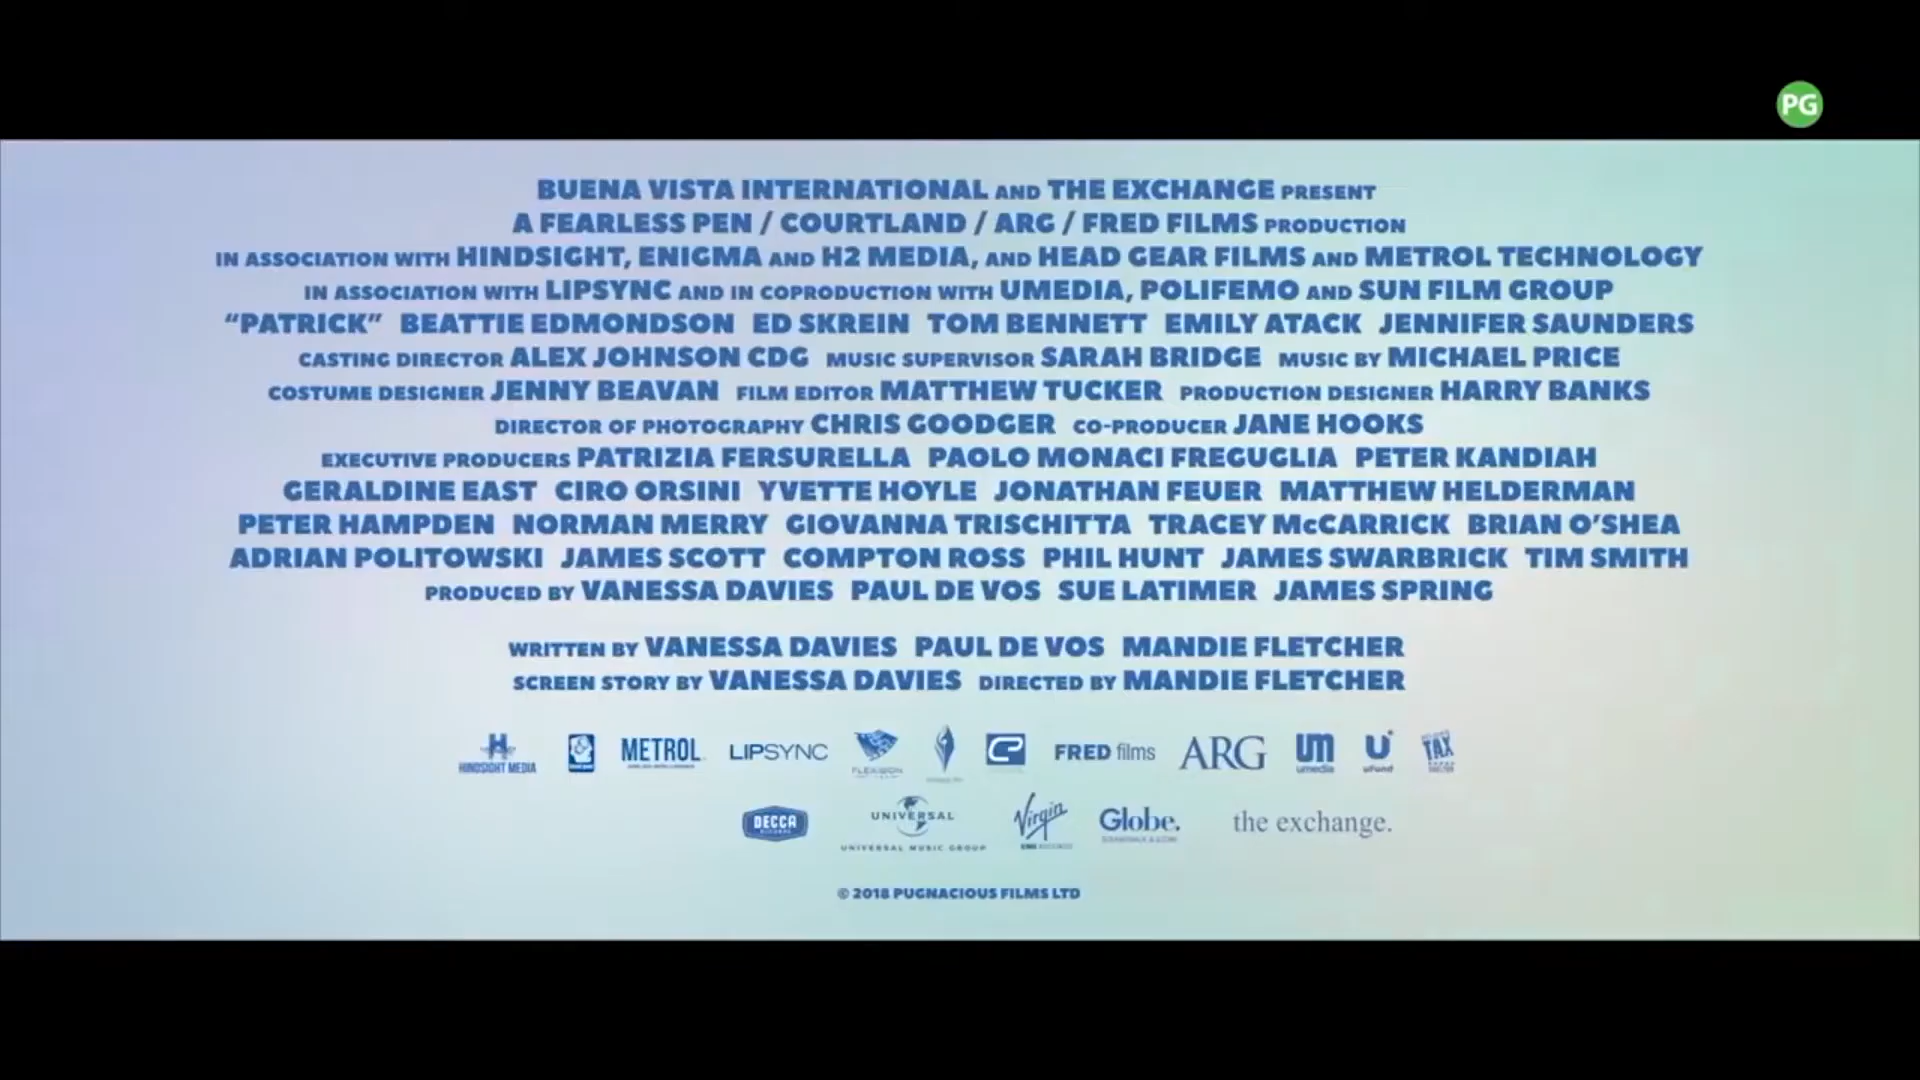 PG
BUENA VISTA INTERNATIONAL AND THE EXCHANGE PRESENT
A FEARLESS PEN / COURTLAND / ARG / FRED FILMS PRODUCTION
IN ASSOCIATION WITH HINDSIGHT, ENIGMA AND H2 MEDIA, AND HEAD GEAR FILMS AND METROL TECHNOLOGY
IN ASSOCIATION WITH LIPSYNC AND IN COPRODUCTION WITH UMEDIA, POLIFEMO AND SUN FILM GROUP
“PATRICK” BEATTIE EDMONDSON ED SKREIN TOM BENNETT EMILY ATACK JENNIFER SAUNDERS
CASTING DIRECTOR ALEX JOHNSON CDG MUSIC SUPERVISOR SARAH BRIDGE MUSIC BY MICHAEL PRICE
COSTUME DESIGNER JENNY BEAVAN FILM EDITOR MATTHEW TUCKER PRODUCTION DESIGNER HARRY BANKS
DIRECTOR OF PHOTOGRAPHY CHRIS GOODGER CO-PRODUCER JANE HOOKS
EXECUTIVE PRODUCERS PATRIZIA FERSURELLA PAOLO MONACI FREGUGLIA PETER KANDIAH
GERALDINE EAST CIRO ORSINI YVETTE HOYLE JONATHAN FEUER MATTHEW HELDERMAN
PETER HAMPDEN NORMAN MERRY GIOVANNA TRISCHITTA TRACEY McCARRICK BRIAN O’SHEA
ADRIAN POLITOWSKI JAMES SCOTT COMPTON ROSS PHIL HUNT JAMES SWARBRICK TIM SMITH
PRODUCED BY VANESSA DAVIES PAUL DE VOS SUE LATIMER JAMES SPRING
WRITTEN BY VANESSA DAVIES PAUL DE VOS MANDIE FLETCHER
SCREEN STORY BY VANESSA DAVIES DIRECTED BY MANDIE FLETCHER
H HINDSIGHT MEDIA METROL LIPSYNC FRED films ARG um umedia U ufund TAX
DECCA UNIVERSAL UNIVERSAL MUSIC GROUP Virgin Globe. the exchange.
© 2018 PUGNACIOUS FILMS LTD